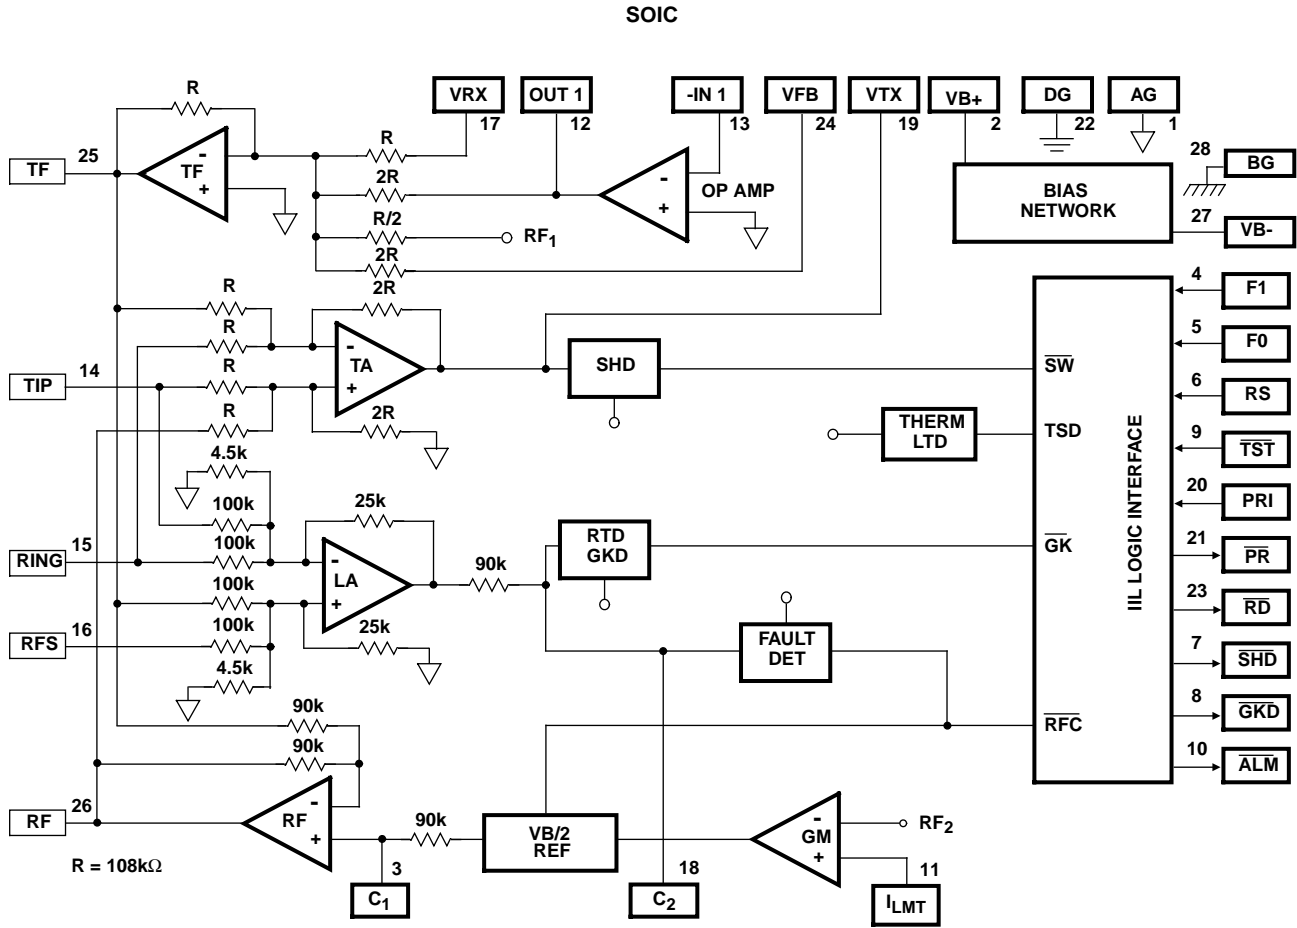 SOIC
VRX
17
OUT 1
12
-IN 1
13
VFB
24
VTX
19
VB+
2
DG
22
AG
1
R
TF
25
-
TF
+
R
2R
R/2
RF1
2R
-
+
OP AMP
BIAS
NETWORK
28
BG
27
VB-
R
R
TIP
14
R
R
2R
-
TA
+
2R
SHD
THERM
LTD
SW
TSD
GK
RFC
IIL LOGIC INTERFACE
4
F1
5
F0
6
RS
9
TST
20
PRI
21
PR
23
RD
7
SHD
8
GKD
10
ALM
4.5k
100k
RING
15
100k
100k
RFS
16
100k
4.5k
25k
-
LA
+
25k
90k
RTD
GKD
FAULT
DET
90k
90k
RF
26
-
RF
+
90k
VB/2
REF
-
GM
+
RF2
R = 108kΩ
3
C1
18
C2
11
ILMT